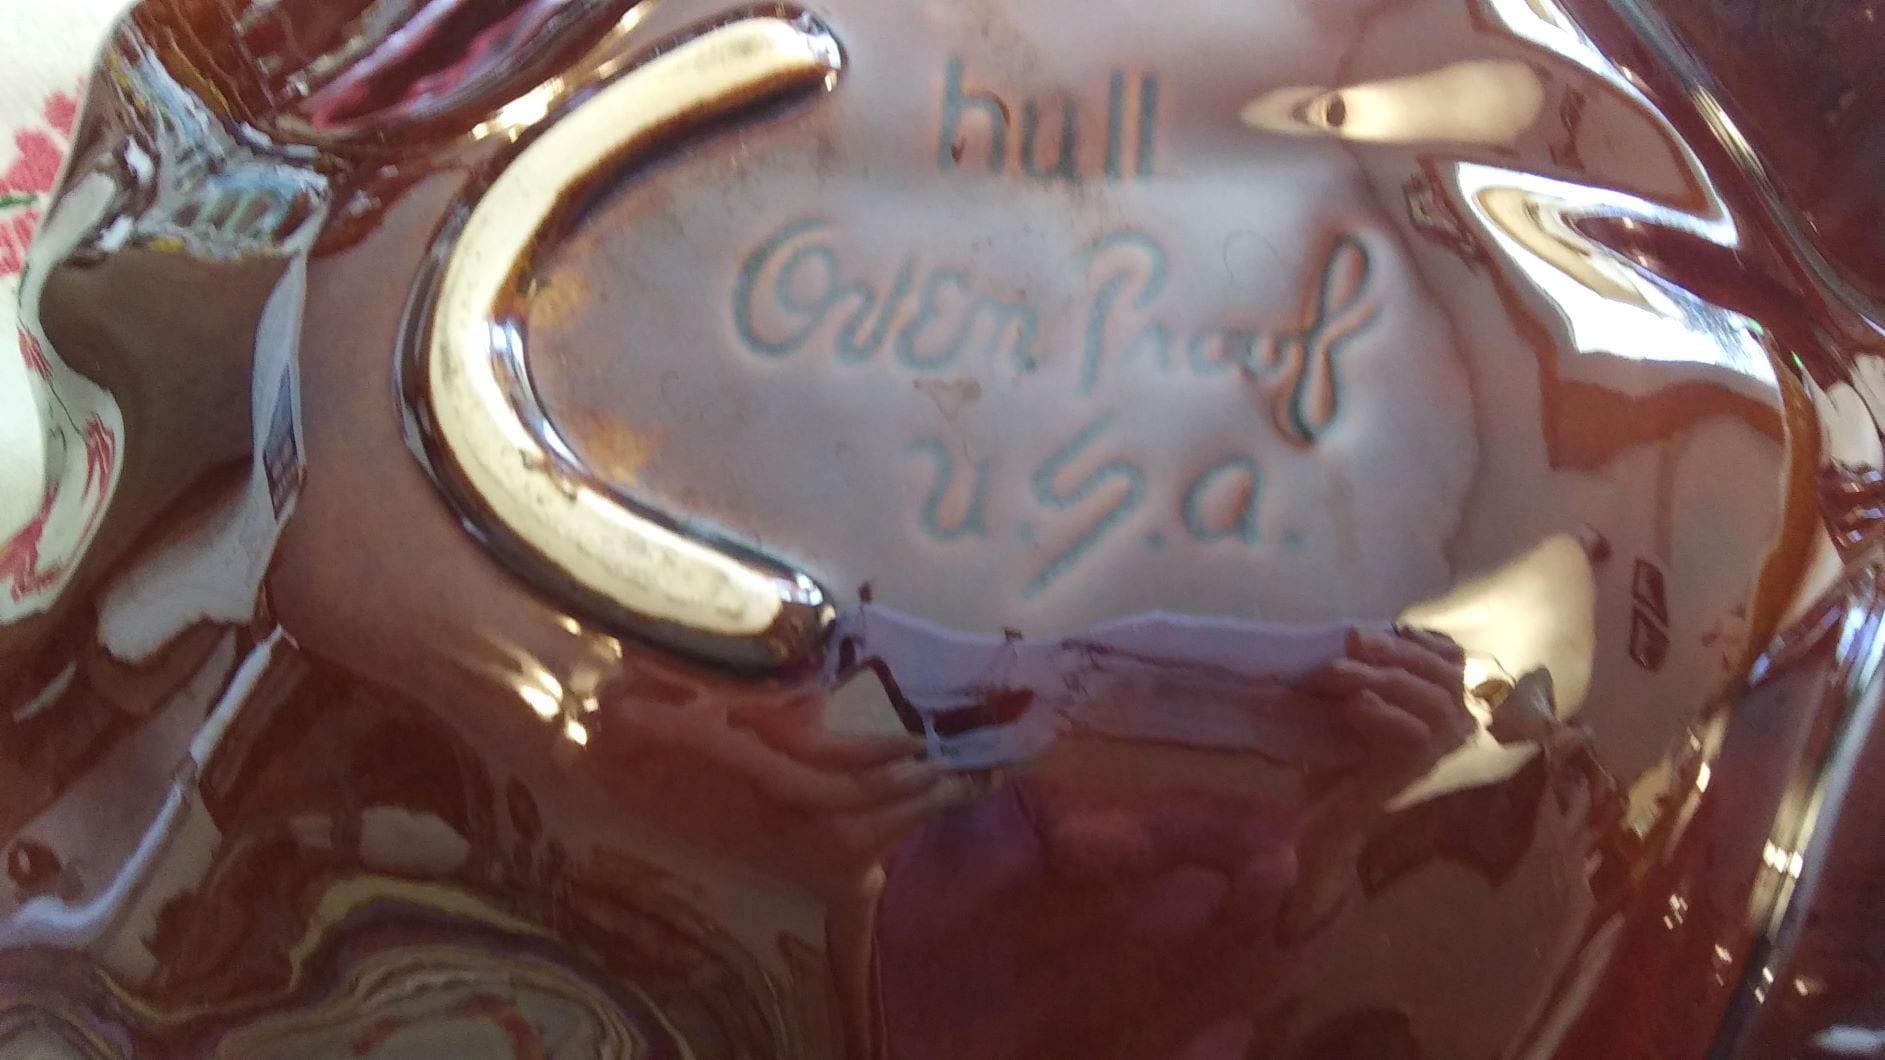 hull
Oven Proof
U.S.a.